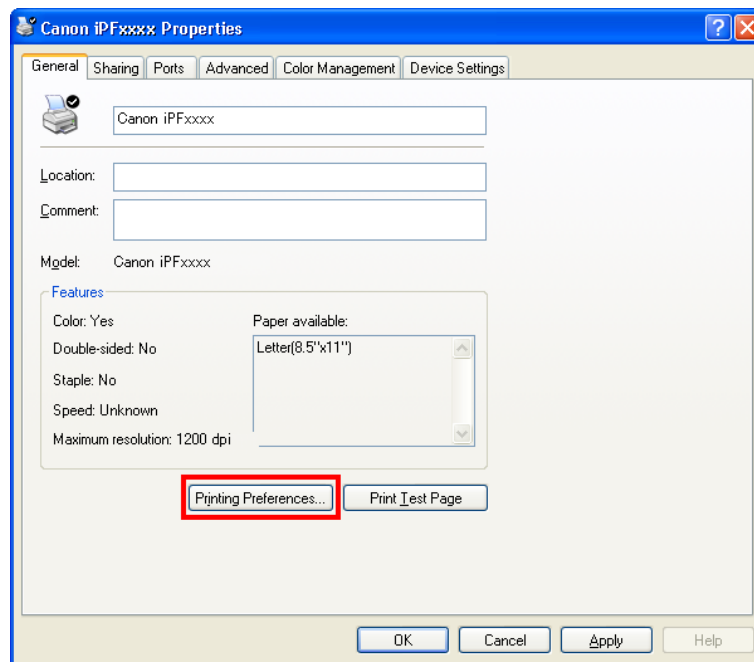 Canon iPFxxxx Properties
General Sharing Ports Advanced Color Management Device Settings
Canon iPFxxxx
Location:
Comment:
Model: Canon iPFxxxx
Features
Color: Yes Paper available:
Double-sided: No Letter(8.5"x11")
Staple: No
Speed: Unknown
Maximum resolution: 1200 dpi
Printing Preferences... Print Test Page
OK Cancel Apply Help